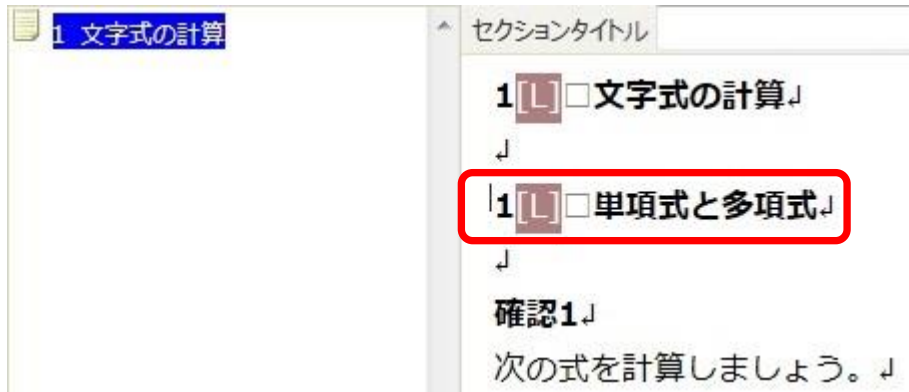 1 文字式の計算
セクションタイトル
1[L]□文字式の計算↲
↲
1[L]□単項式と多項式↲
↲
確認1↲
次の式を計算しましょう。↲